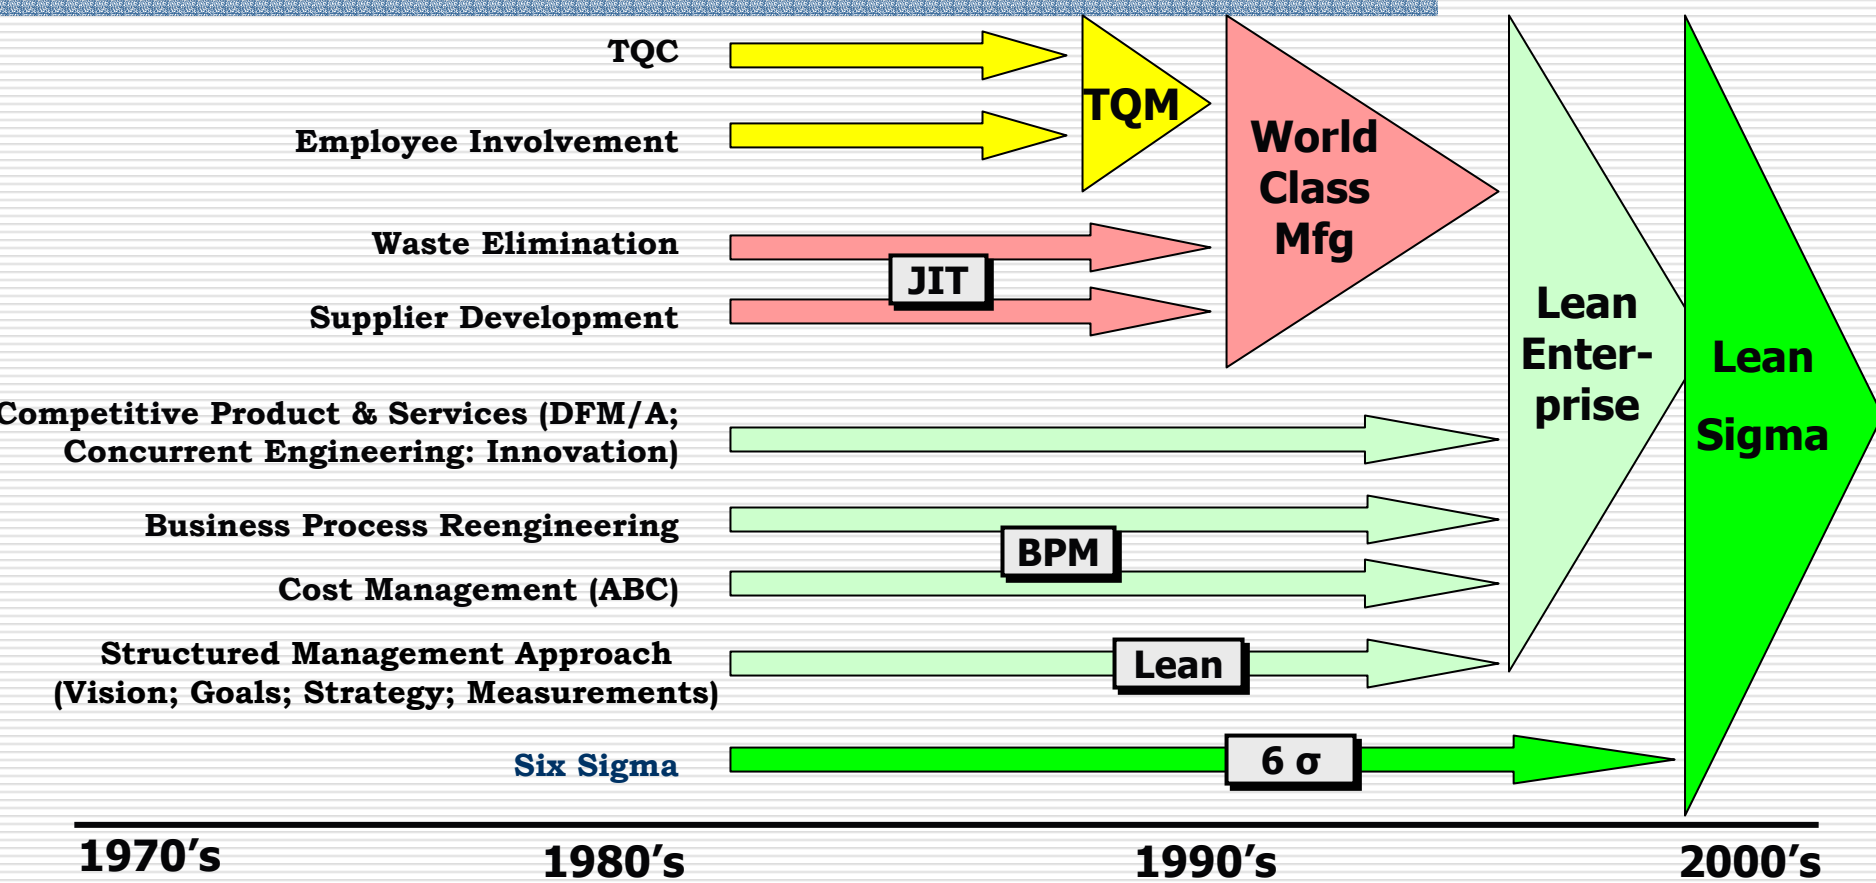 TQC
TQM
Employee Involvement
World
Class
Mfg
Waste Elimination
JIT
Supplier Development
Lean
Enter-
prise
Lean
Sigma
Competitive Product & Services (DFM/A;
Concurrent Engineering: Innovation)
Business Process Reengineering
BPM
Cost Management (ABC)
Structured Management Approach
(Vision; Goals; Strategy; Measurements)
Lean
Six Sigma
6 σ
1970’s
1980’s
1990’s
2000’s